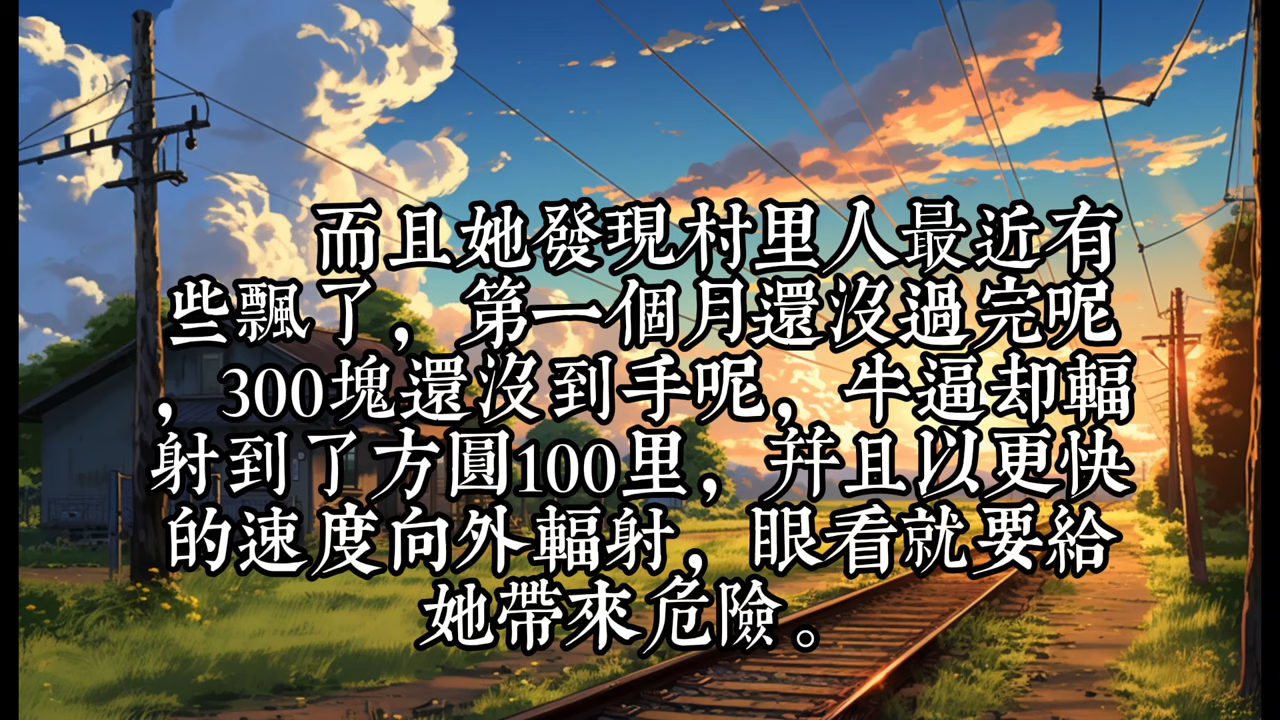 而且她發現村里人最近有
些飄了，第一個月還沒過完呢
，300塊還沒到手呢，牛逼却輻
射到了方圓100里，并且以更快
的速度向外輻射，眼看就要給
她帶來危險。